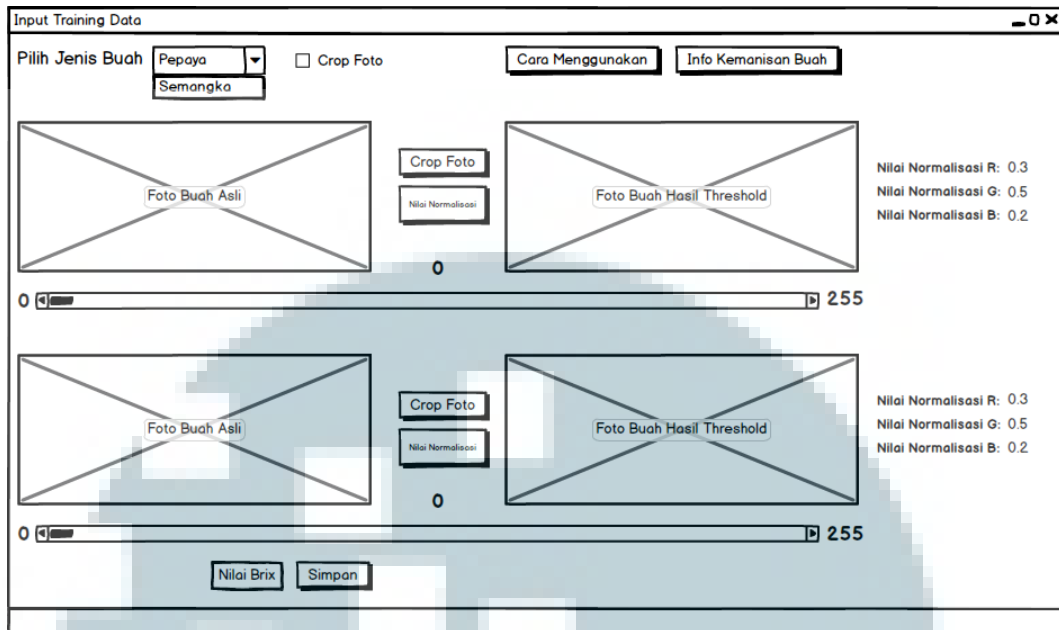 Input Training Data
Pilih Jenis Buah Pepaya Crop Foto Cara Menggunakan Info Kemanisan Buah
Semangka
Foto Buah Asli
Crop Foto
Nilai Normalisasi
0
Foto Buah Hasil Threshold
Nilai Normalisasi R: 0.3
Nilai Normalisasi G: 0.5
Nilai Normalisasi B: 0.2
0 255
Foto Buah Asli
Crop Foto
Nilai Normalisasi
0
Foto Buah Hasil Threshold
Nilai Normalisasi R: 0.3
Nilai Normalisasi G: 0.5
Nilai Normalisasi B: 0.2
0 255
Nilai Brix Simpan